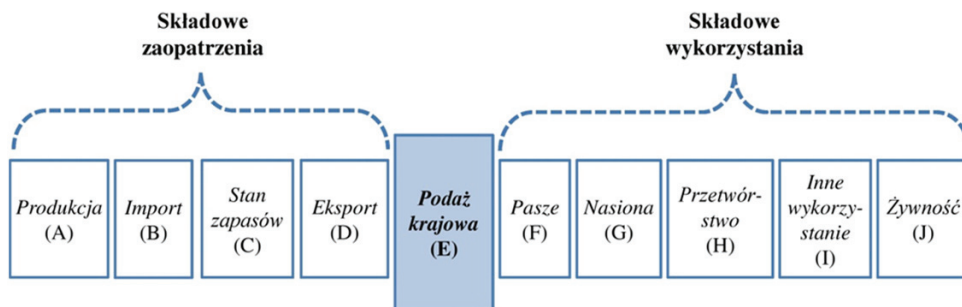 Składowe
zaopatrzenia
Składowe
wykorzystania
Produkcja
(A)
Import
(B)
Stan
zapasów
(C)
Eksport
(D)
Podaż
krajowa
(E)
Pasze
(F)
Nasiona
(G)
Przetwór-
stwo
(H)
Inne
wykorzy-
stanie
(I)
Żywność
(J)